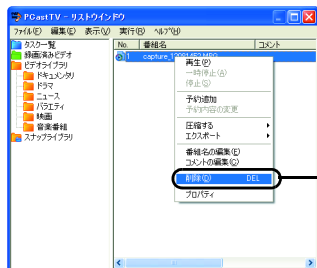 PCastTV - リストウインドウ
ファイル(F) 編集(E) 表示(V) 実行(R) ヘルプ(H)
タスク一覧
録画済みビデオ
ビデオライブラリ
ドキュメンタリ
ドラマ
ニュース
バラエティ
映画
音楽番組
スナップライブラリ
No. 番組名 コメント
1
再生(P)
一時停止(A)
停止(S)
予約追加
予約内容の変更
圧縮する
エクスポート
番組名の編集(E)
コメントの編集(C)
削除(D) DEL
プロパティ